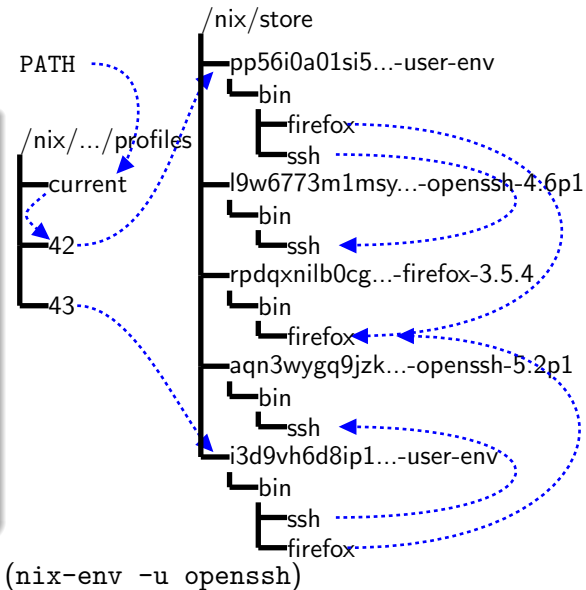 /nix/store
PATH
pp56i0a01si5...-user-env
bin
firefox
ssh
/nix/.../profiles
current
42
43
l9w6773m1msy...-openssh-4.6p1
bin
ssh
rpdqxnilb0cg...-firefox-3.5.4
bin
firefox
aqn3wygq9jzk...-openssh-5.2p1
bin
ssh
i3d9vh6d8ip1...-user-env
bin
ssh
firefox
(nix-env -u openssh)